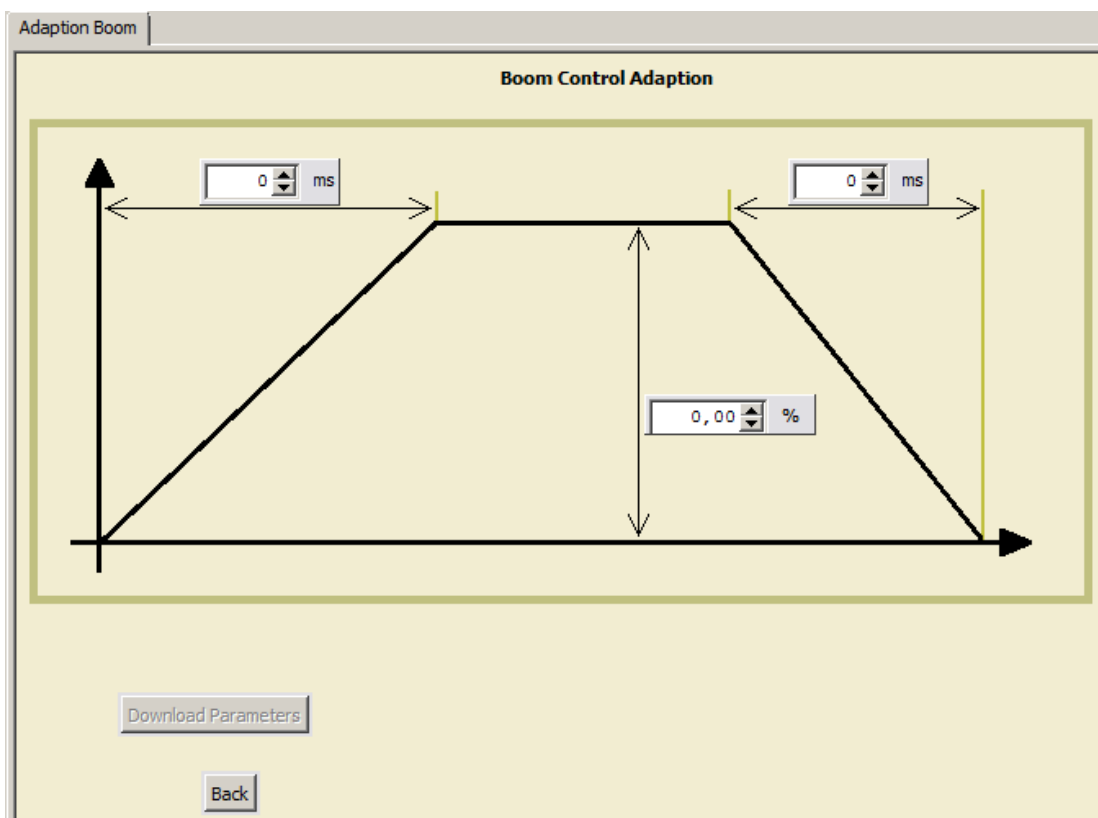 Adaption Boom
Boom Control Adaption
0 ms
0 ms
0,00 %
Download Parameters
Back